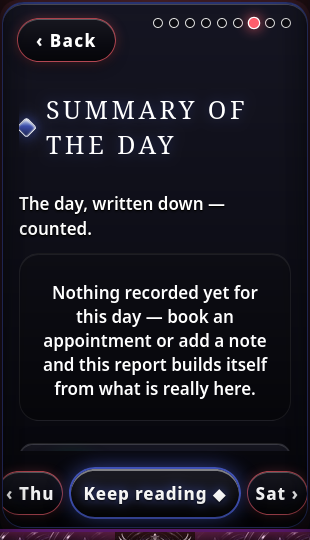 ‹ Back
SUMMARY OF
THE DAY
The day, written down —
counted.
Nothing recorded yet for
this day — book an
appointment or add a note
and this report builds itself
from what is really here.
‹ Thu
Keep reading ◆
Sat ›